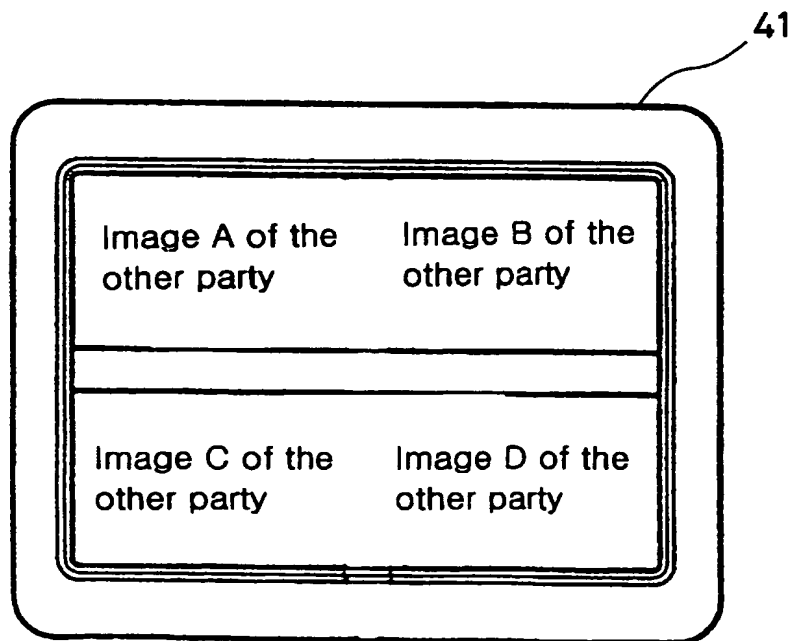 41
Image A of the
other party
Image B of the
other party
Image C of the
other party
Image D of the
other party